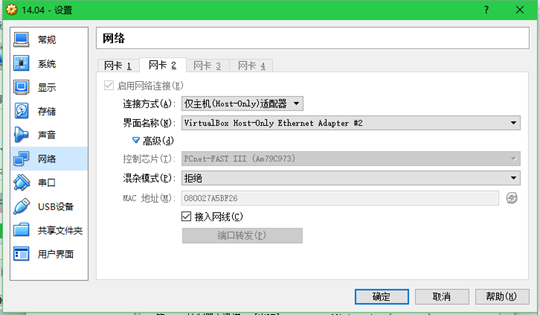 14.04 - 设置
?
常规
系统
显示
存储
声音
网络
串口
USB设备
共享文件夹
用户界面
网络
网卡 1 网卡 2 网卡 3 网卡 4
启用网络连接(E)
连接方式(A): 仅主机(Host-Only)适配器
界面名称(N): VirtualBox Host-Only Ethernet Adapter #2
高级(d)
控制芯片(T): PCnet-FAST III (Am79C973)
混杂模式(P): 拒绝
MAC 地址(M): 080027A5BF26
接入网线(C)
端口转发(P)
确定 取消 帮助(H)